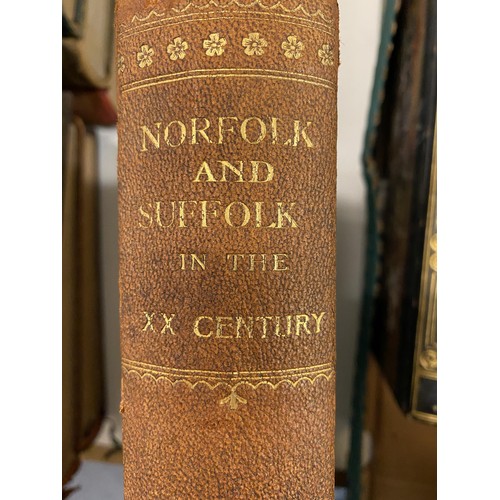 NORFOLK
AND
SUFFOLK
IN THE
XX CENTURY